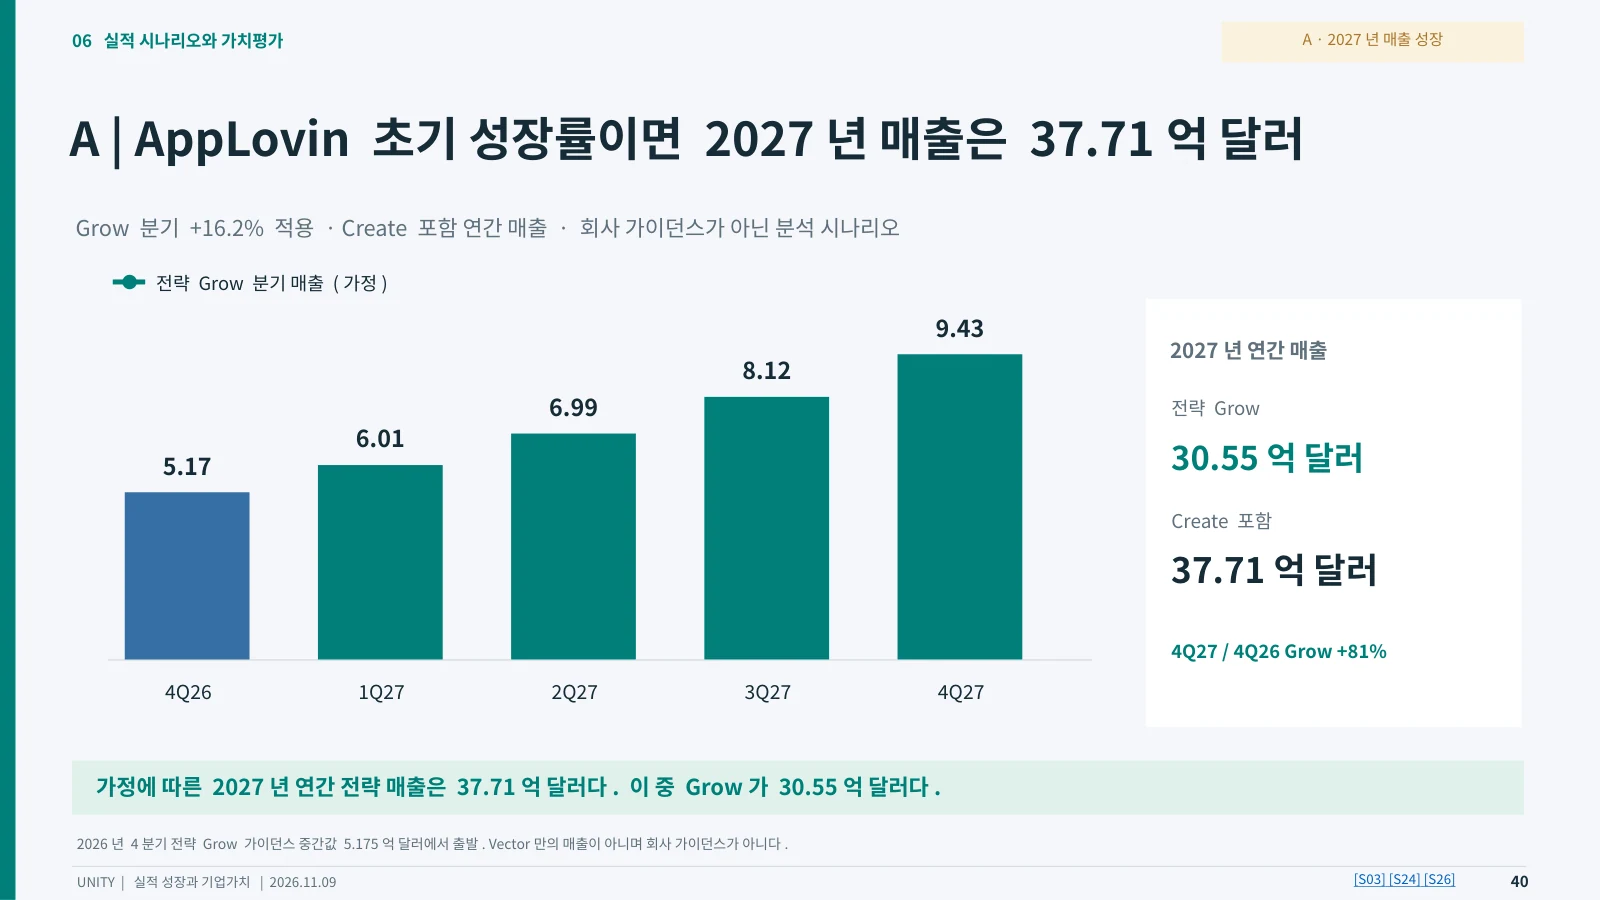 06 실적 시나리오와 가치평가
A · 2027 년 매출 성장
A | AppLovin 초기 성장률이면 2027 년 매출은 37.71 억 달러
Grow 분기 +16.2% 적용 · Create 포함 연간 매출 · 회사 가이던스가 아닌 분석 시나리오
전략 Grow 분기 매출 ( 가정 )
5.17
6.01
6.99
8.12
9.43
4Q26
1Q27
2Q27
3Q27
4Q27
2027 년 연간 매출
전략 Grow
30.55 억 달러
Create 포함
37.71 억 달러
4Q27 / 4Q26 Grow +81%
가정에 따른 2027 년 연간 전략 매출은 37.71 억 달러다 . 이 중 Grow 가 30.55 억 달러다 .
2026 년 4 분기 전략 Grow 가이던스 중간값 5.175 억 달러에서 출발 . Vector 만의 매출이 아니며 회사 가이던스가 아니다 .
UNITY | 실적 성장과 기업가치 | 2026.11.09
[S03] [S24] [S26]
40